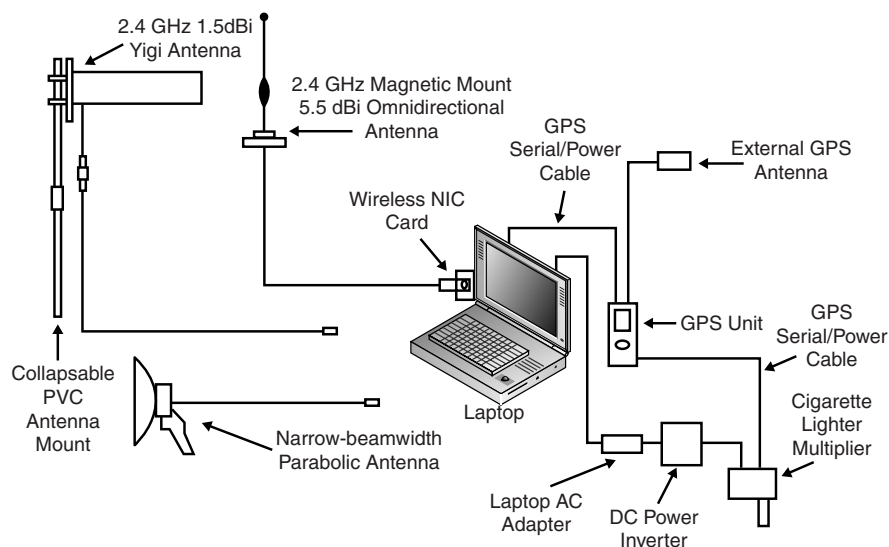 2.4 GHz 1.5dBi
Yigi Antenna
2.4 GHz Magnetic Mount
5.5 dBi Omnidirectional
Antenna
GPS
Serial/Power
Cable
External GPS
Antenna
Wireless NIC
Card
GPS Unit
GPS
Serial/Power
Cable
Collapsable
PVC
Antenna
Mount
Narrow-beamwidth
Parabolic Antenna
Laptop
Cigarette
Lighter
Multiplier
Laptop AC
Adapter
DC Power
Inverter